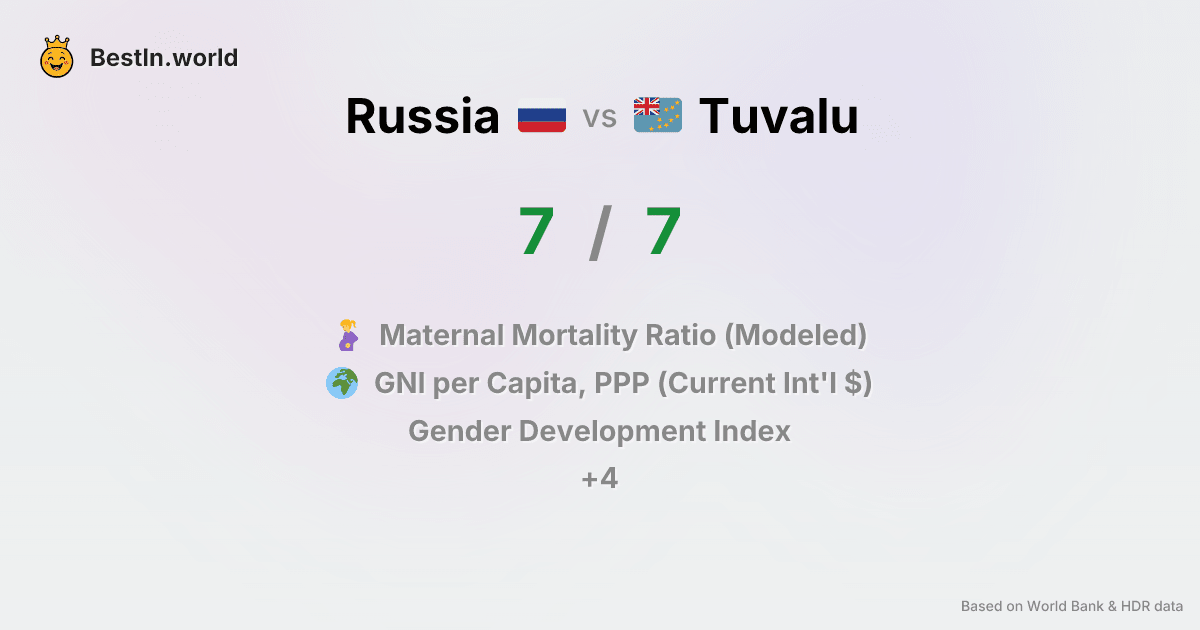 BestIn.world
Russia vs Tuvalu
7 / 7
Maternal Mortality Ratio (Modeled)
GNI per Capita, PPP (Current Int'l $)
Gender Development Index
+4
Based on World Bank & HDR data